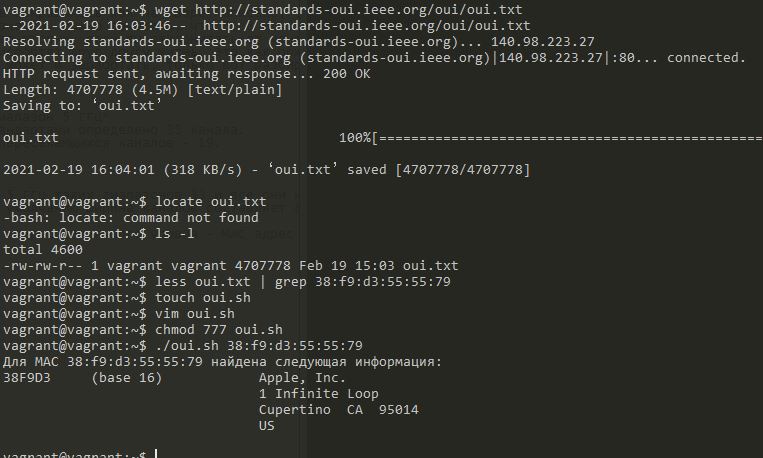 vagrant@vagrant:~$ wget http://standards-oui.ieee.org/oui/oui.txt
--2021-02-19 16:03:46--  http://standards-oui.ieee.org/oui/oui.txt
Resolving standards-oui.ieee.org (standards-oui.ieee.org)... 140.98.223.27
Connecting to standards-oui.ieee.org (standards-oui.ieee.org)|140.98.223.27|:80... connected.
HTTP request sent, awaiting response... 200 OK
Length: 4707778 (4.5M) [text/plain]
Saving to: ‘oui.txt’
oui.txt                                   100%[================================================
2021-02-19 16:04:01 (318 KB/s) - ‘oui.txt’ saved [4707778/4707778]
vagrant@vagrant:~$ locate oui.txt
-bash: locate: command not found
vagrant@vagrant:~$ ls -l
total 4600
-rw-rw-r-- 1 vagrant vagrant 4707778 Feb 19 15:03 oui.txt
vagrant@vagrant:~$ less oui.txt | grep 38:f9:d3:55:55:79
vagrant@vagrant:~$ touch oui.sh
vagrant@vagrant:~$ vim oui.sh
vagrant@vagrant:~$ chmod 777 oui.sh
vagrant@vagrant:~$ ./oui.sh 38:f9:d3:55:55:79
Для MAC 38:f9:d3:55:55:79 найдена следующая информация:
38F9D3     (base 16)            Apple, Inc.
                                1 Infinite Loop
                                Cupertino  CA  95014
                                US
vagrant@vagrant:~$